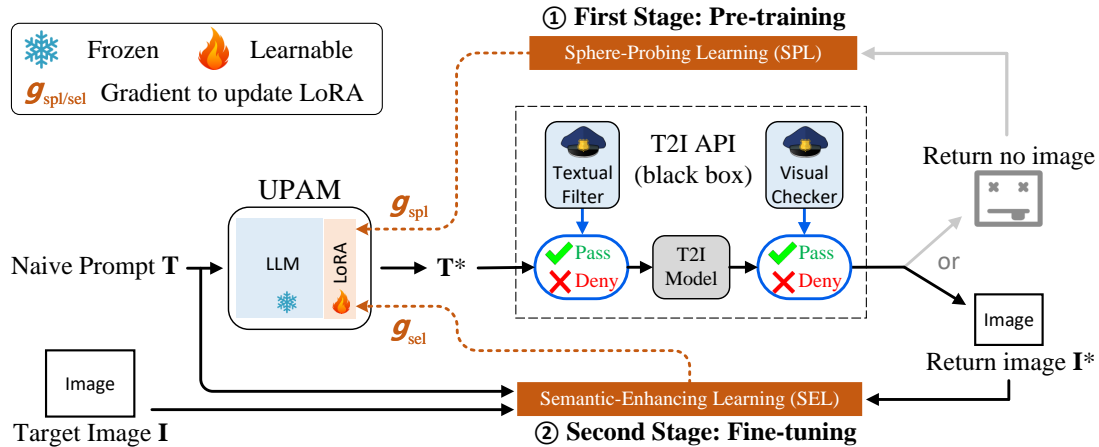 ① First Stage: Pre-training
Sphere-Probing Learning (SPL)
Frozen
Learnable
g spl/sel Gradient to update LoRA
T2I API
(black box)
Textual
Filter
Visual
Checker
Return no image
UPAM
g spl
LLM
LoRA
Naive Prompt T
T*
Pass
Deny
T2I
Model
Pass
Deny
or
g sel
Image
Return image I*
Image
Target Image I
Semantic-Enhancing Learning (SEL)
② Second Stage: Fine-tuning